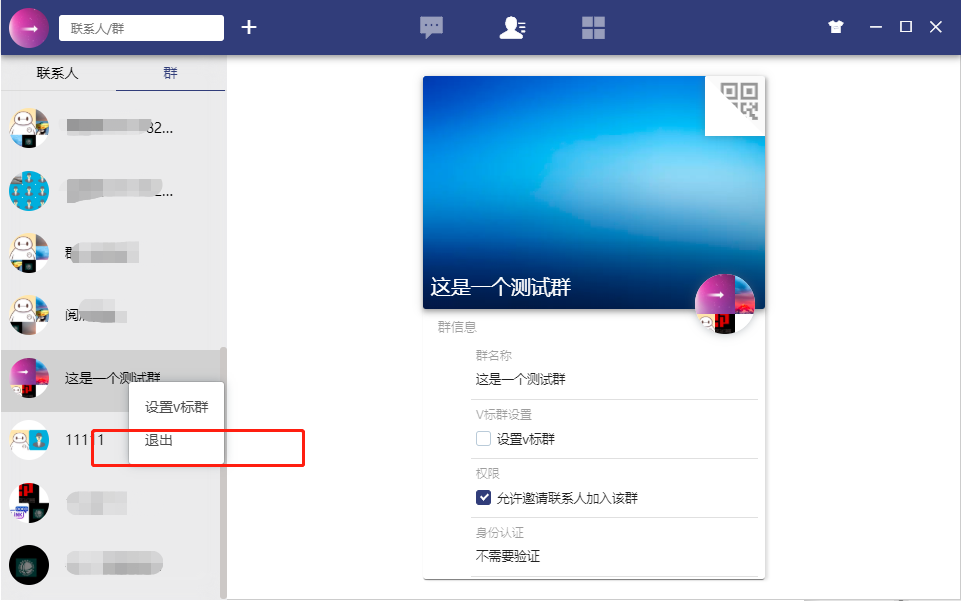 联系人/群
联系人
群
32...
...
群
阅
这是一个测试群
设置v标群
11111
退出
这是一个测试群
群信息
群名称
这是一个测试群
V标群设置
设置v标群
权限
允许邀请联系人加入该群
身份认证
不需要验证